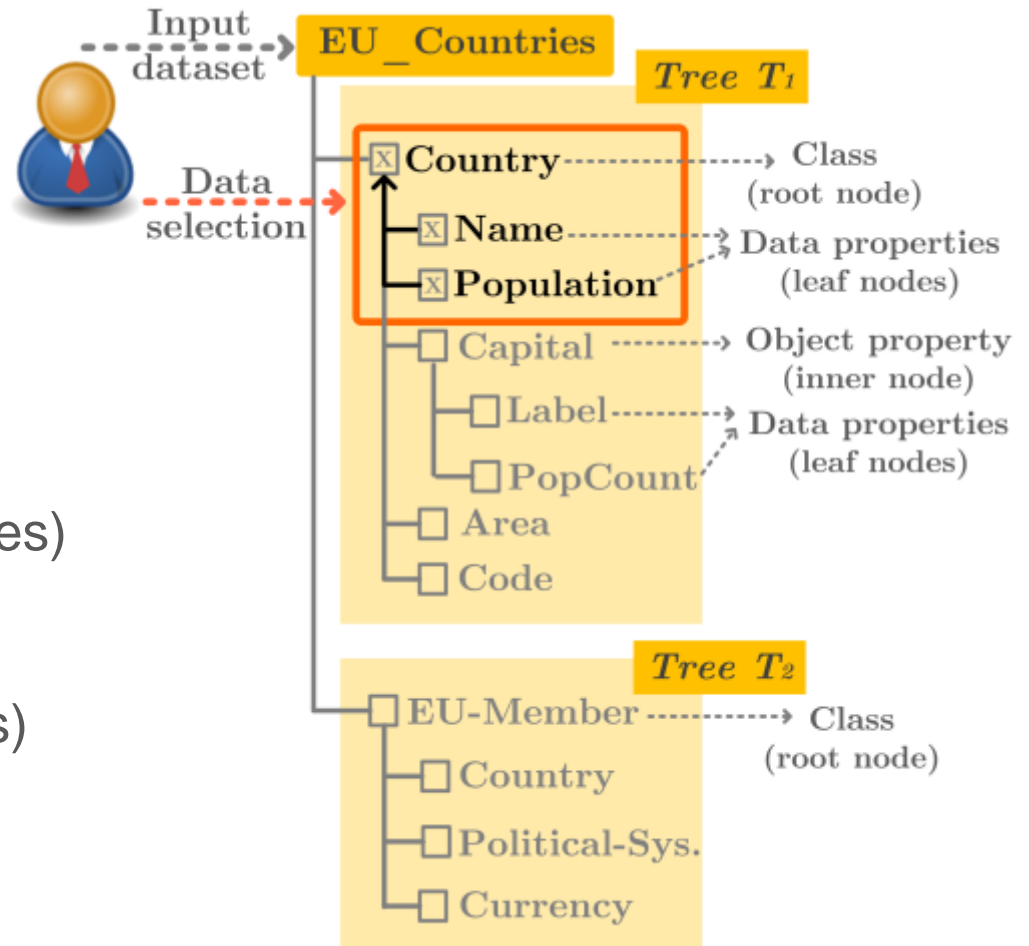 Input
dataset
EU_Countries
Tree T1
X Country
Class
(root node)
Data
selection
X Name
Data properties
(leaf nodes)
X Population
Capital
Object property
(inner node)
Label
Data properties
(leaf nodes)
PopCount
es)
Area
Code
Tree T2
s)
EU-Member
Class
(root node)
Country
Political-Sys.
Currency